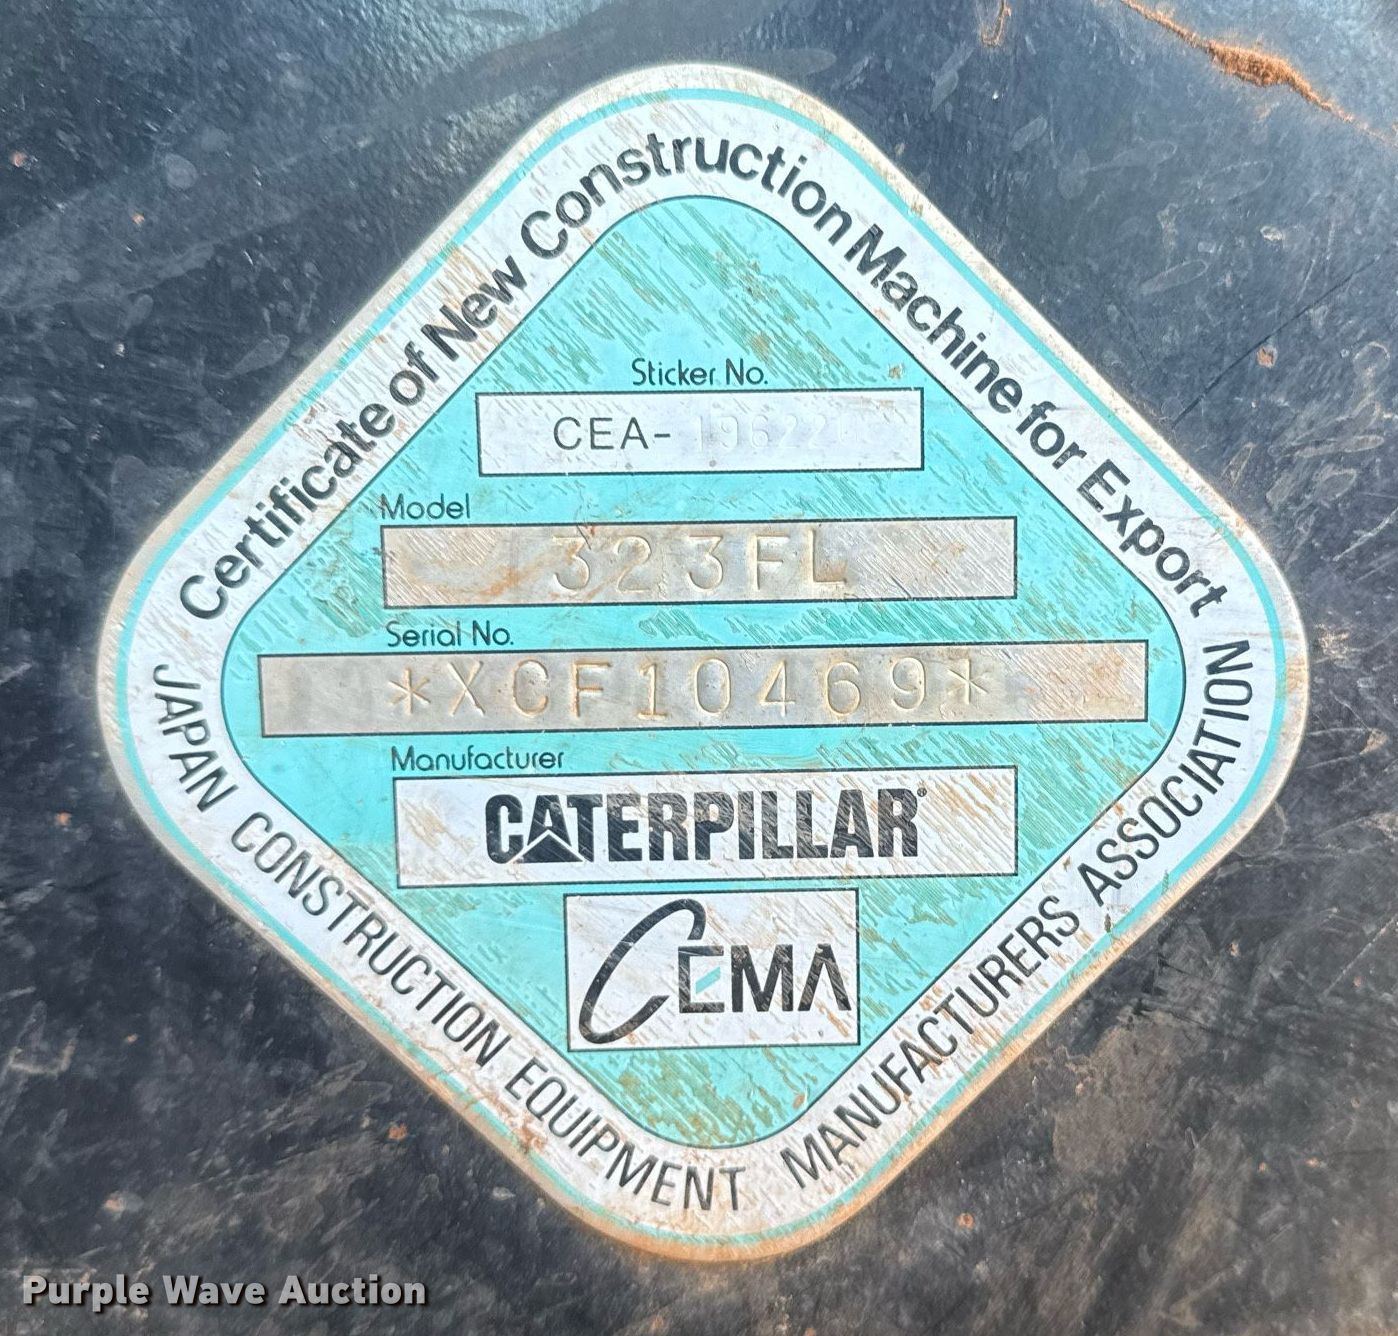 Certificate of New Construction Machine for Export
Sticker No.
CEA-
Model
323FL
Serial No.
*XCF10469*
Manufacturer
CATERPILLAR®
CEMA
JAPAN CONSTRUCTION EQUIPMENT MANUFACTURERS ASSOCIATION
Purple Wave Auction